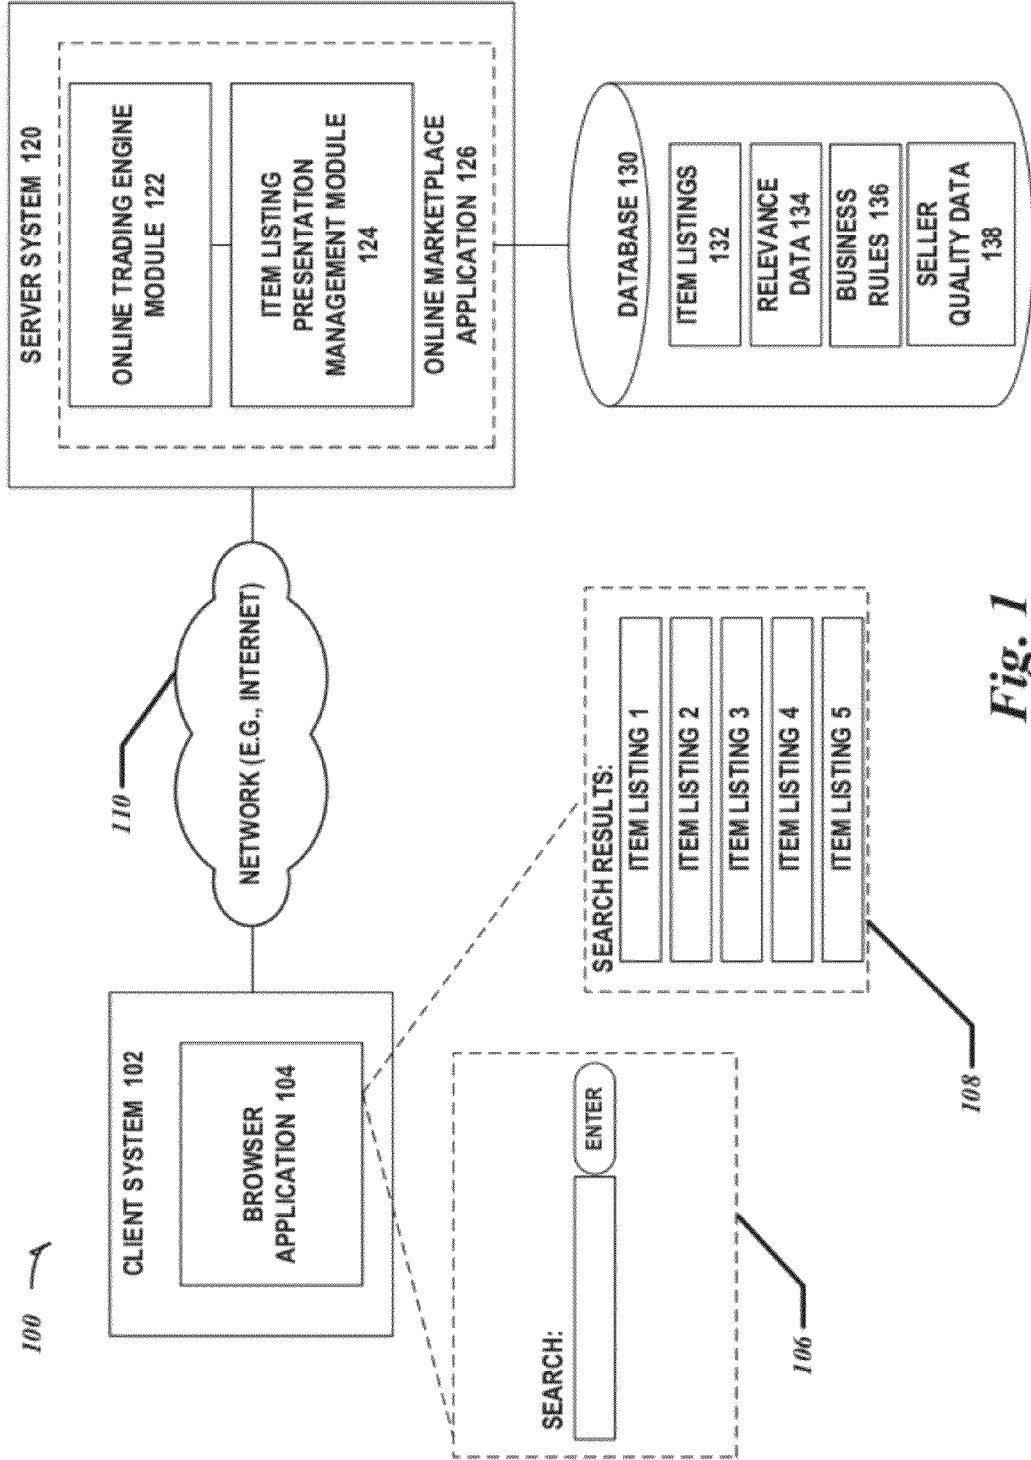 100
CLIENT SYSTEM 102
BROWSER
APPLICATION 104
110
NETWORK (E.G., INTERNET)
SERVER SYSTEM 120
ONLINE TRADING ENGINE
MODULE 122
ITEM LISTING
PRESENTATION
MANAGEMENT MODULE
124
ONLINE MARKETPLACE
APPLICATION 126
SEARCH:
ENTER
106
SEARCH RESULTS:
ITEM LISTING 1
ITEM LISTING 2
ITEM LISTING 3
ITEM LISTING 4
ITEM LISTING 5
108
DATABASE 130
ITEM LISTINGS
132
RELEVANCE
DATA 134
BUSINESS
RULES 136
SELLER
QUALITY DATA
138
Fig. 1